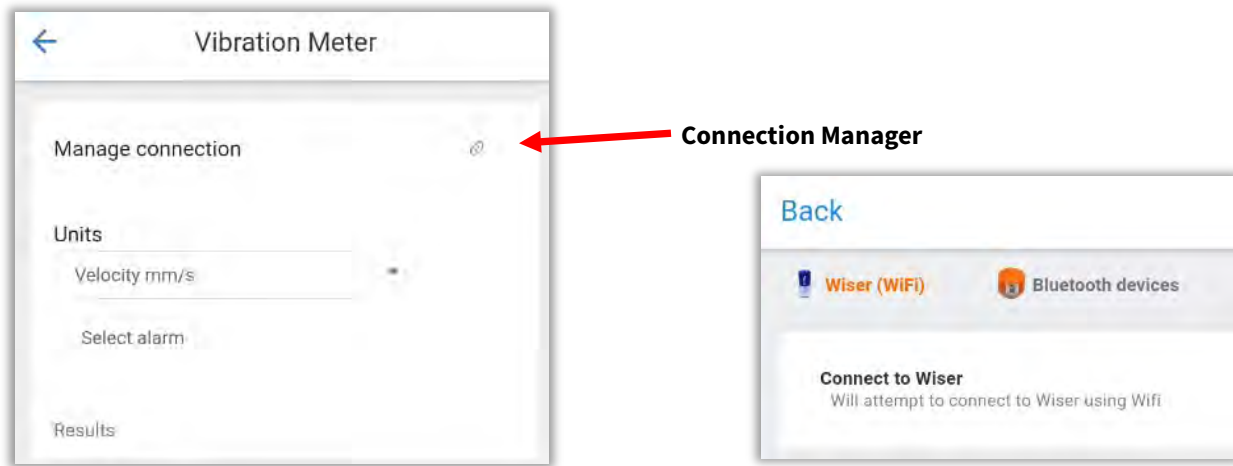 Vibration Meter
Manage connection
Connection Manager
Units
Velocity mm/s
Select alarm
Results
Back
Wiser (WiFi)
Bluetooth devices
Connect to Wiser
Will attempt to connect to Wiser using Wifi